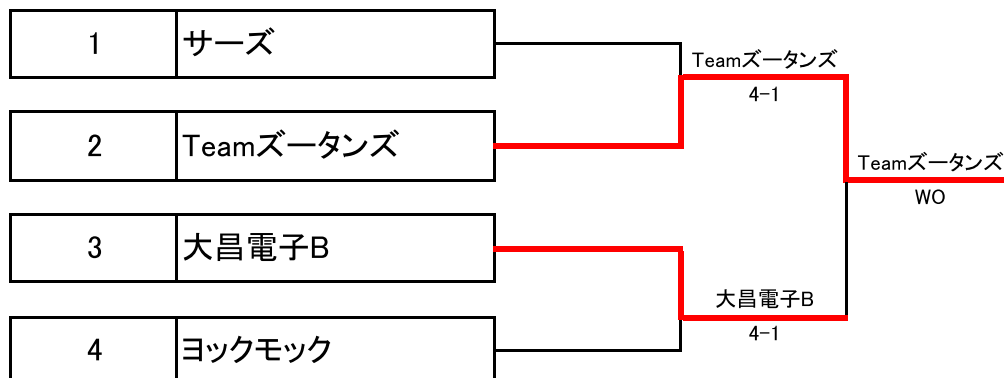 1 サーズ
Teamズータンズ
4-1
2 Teamズータンズ
Teamズータンズ
WO
3 大昌電子B
大昌電子B
4-1
4 ヨックモック